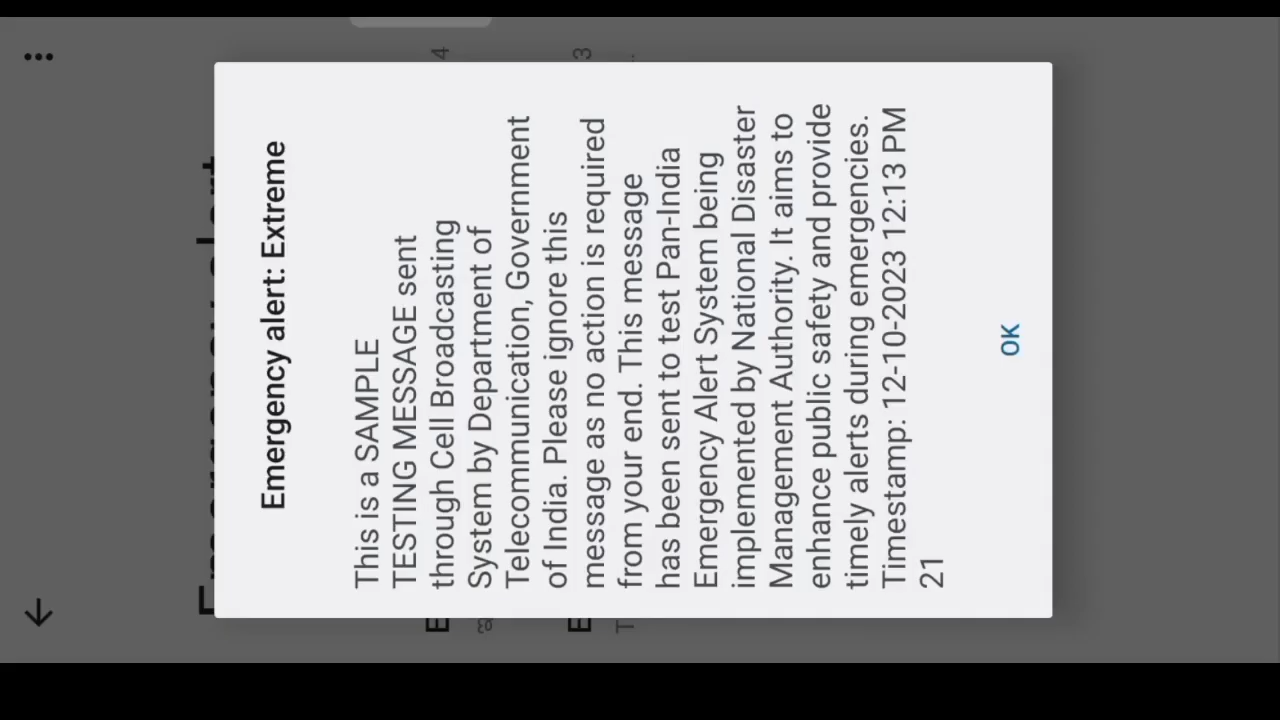 Emergency alert: Extreme
This is a SAMPLE
TESTING MESSAGE sent
through Cell Broadcasting
System by Department of
Telecommunication, Government
of India. Please ignore this
message as no action is required
from your end. This message
has been sent to test Pan-India
Emergency Alert System being
implemented by National Disaster
Management Authority. It aims to
enhance public safety and provide
timely alerts during emergencies.
Timestamp: 12-10-2023 12:13 PM
21
OK